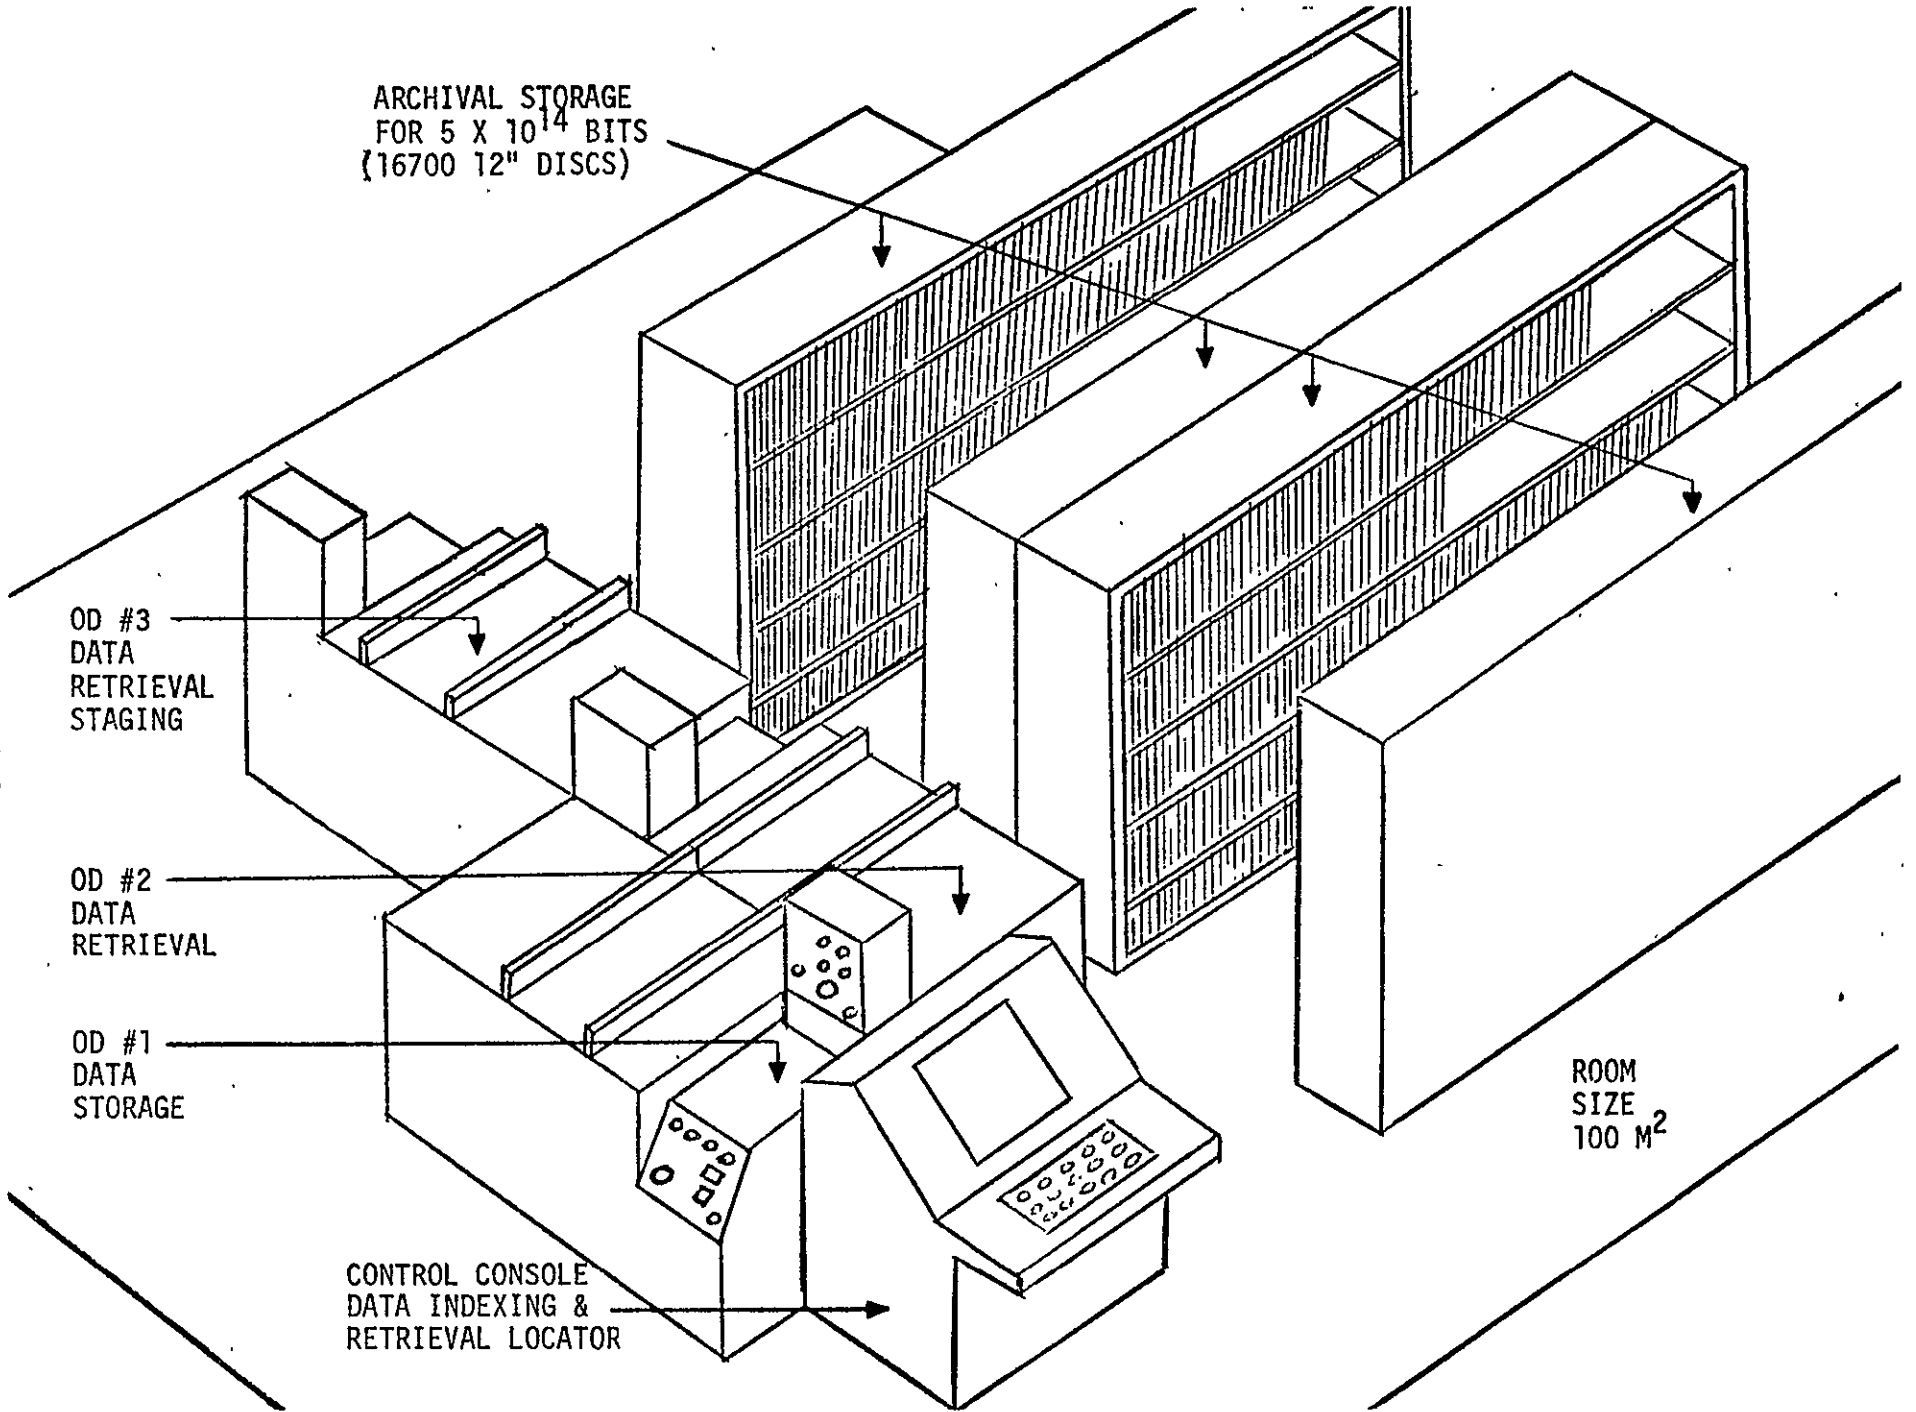 ARCHIVAL STORAGE
FOR 5 X 10¹⁴ BITS
(16700 12" DISCS)
OD #3
DATA
RETRIEVAL
STAGING
OD #2
DATA
RETRIEVAL
OD #1
DATA
STORAGE
ROOM
SIZE
100 M²
CONTROL CONSOLE
DATA INDEXING &
RETRIEVAL LOCATOR